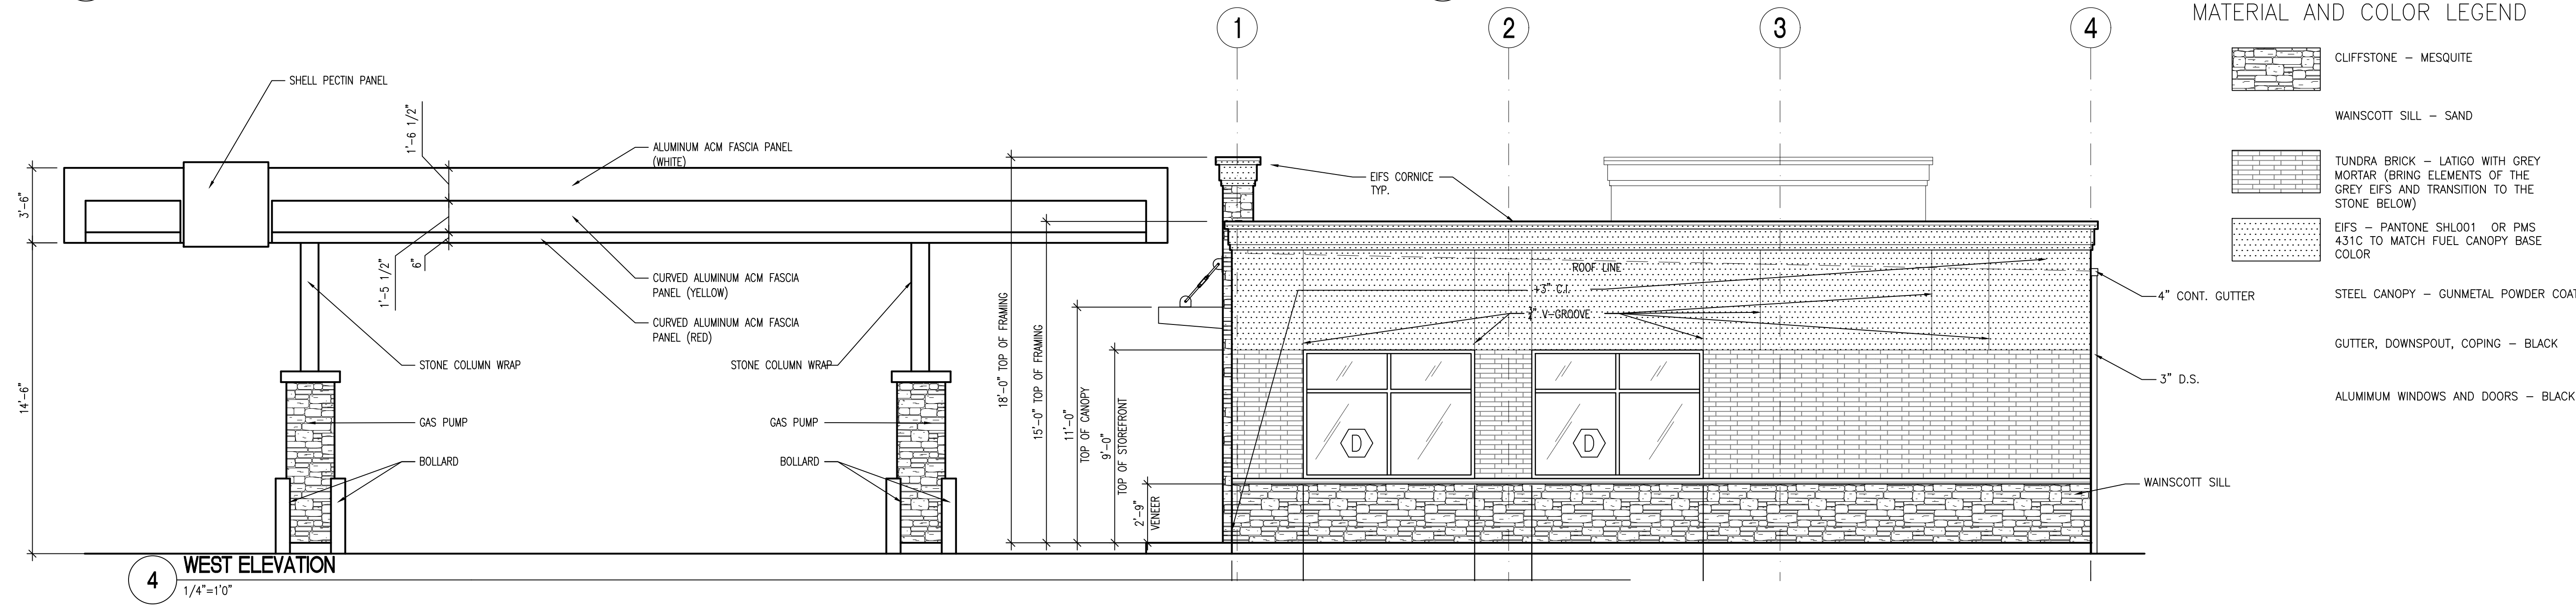 1
2
3
4
MATERIAL AND COLOR LEGEND
CLIFFSTONE – MESQUITE
WAINSCOTT SILL – SAND
TUNDRA BRICK – LATIGO WITH GREY
MORTAR (BRING ELEMENTS OF THE
GREY EIFS AND TRANSITION TO THE
STONE BELOW)
EIFS – PANTONE SHL001 OR PMS
431C TO MATCH FUEL CANOPY BASE
COLOR
STEEL CANOPY – GUNMETAL POWDER COAT
GUTTER, DOWNSPOUT, COPING – BLACK
ALUMIMUM WINDOWS AND DOORS – BLACK
SHELL PECTIN PANEL
1'-6 1/2"
ALUMINUM ACM FASCIA PANEL
(WHITE)
3'-6"
1'-5 1/2"
6"
CURVED ALUMINUM ACM FASCIA
PANEL (YELLOW)
CURVED ALUMINUM ACM FASCIA
PANEL (RED)
STONE COLUMN WRAP
STONE COLUMN WRAP
14'-6"
GAS PUMP
GAS PUMP
BOLLARD
BOLLARD
18'-0" TOP OF FRAMING
15'-0" TOP OF FRAMING
11'-0"
TOP OF CANOPY
9'-0"
TOP OF STOREFRONT
2'-9"
VENEER
EIFS CORNICE
TYP.
ROOF LINE
+3" C.I.
V-GROOVE
D
D
4" CONT. GUTTER
3" D.S.
WAINSCOTT SILL
4
WEST ELEVATION
1/4"=1'0"